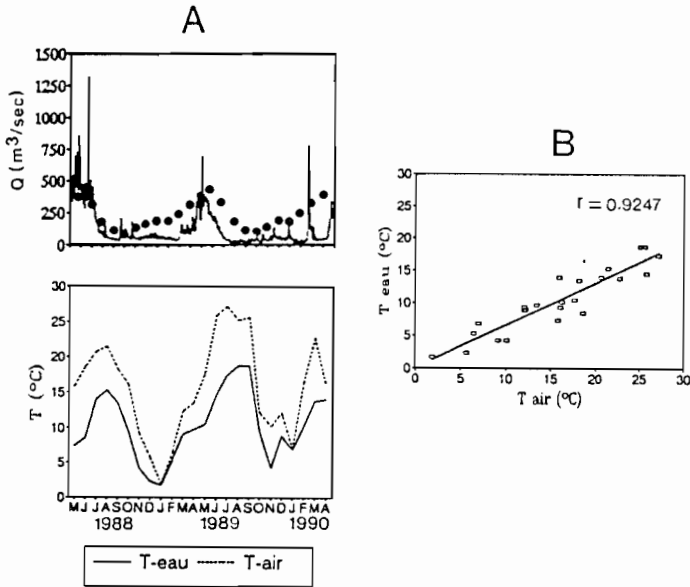 A
1500
1250
1000
750
500
250
0
Q (m³/sec)
30
25
20
15
10
5
0
T (°C)
M J J A S O N D J F M A M J J A S O N D J F M A
1988 1989 1990
T-eau T-air
B
30
25
20
15
10
5
0
T eau (°C)
r = 0.9247
0 5 10 15 20 25 30
T air (°C)